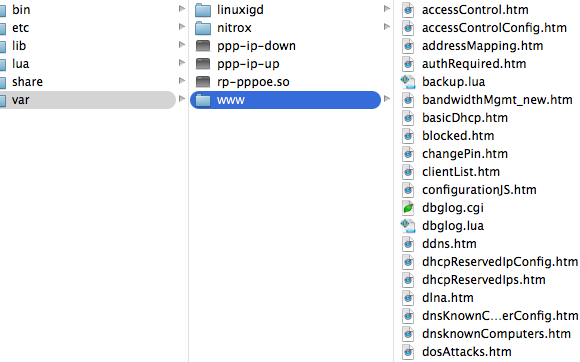 bin
etc
lib
lua
share
var
linuxigd
nitrox
ppp-ip-down
ppp-ip-up
rp-pppoe.so
www
accessControl.htm
accessControlConfig.htm
addressMapping.htm
authRequired.htm
backup.lua
bandwidthMgmt_new.htm
basicDhcp.htm
blocked.htm
changePin.htm
clientList.htm
configurationJS.htm
dbglog.cgi
dbglog.lua
ddns.htm
dhcpReservedIpConfig.htm
dhcpReservedIps.htm
dlna.htm
dnsKnownC...erConfig.htm
dnsknownComputers.htm
dosAttacks.htm